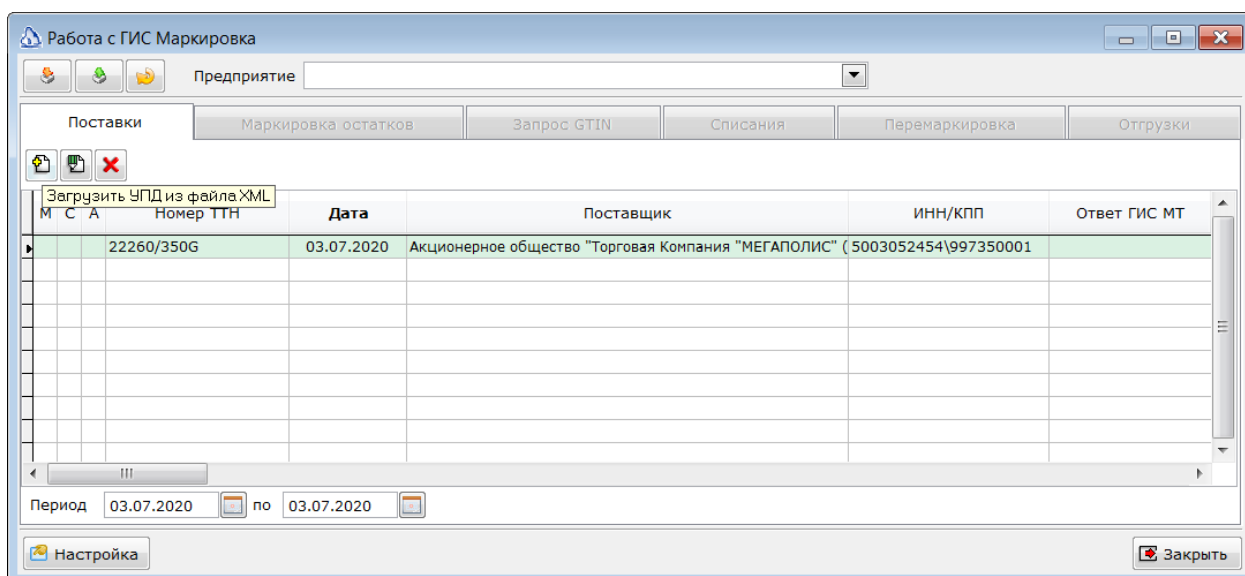 Работа с ГИС Маркировка
Предприятие
Поставки Маркировка остатков Запрос GTIN Списания Перемаркировка Отгрузки
Загрузить УПД из файла XML
М С А Номер ТТН Дата Поставщик ИНН/КПП Ответ ГИС МТ
22260/350G 03.07.2020 Акционерное общество "Торговая Компания "МЕГАПОЛИС" ( 5003052454\997350001
Период 03.07.2020 по 03.07.2020
Настройка Закрыть